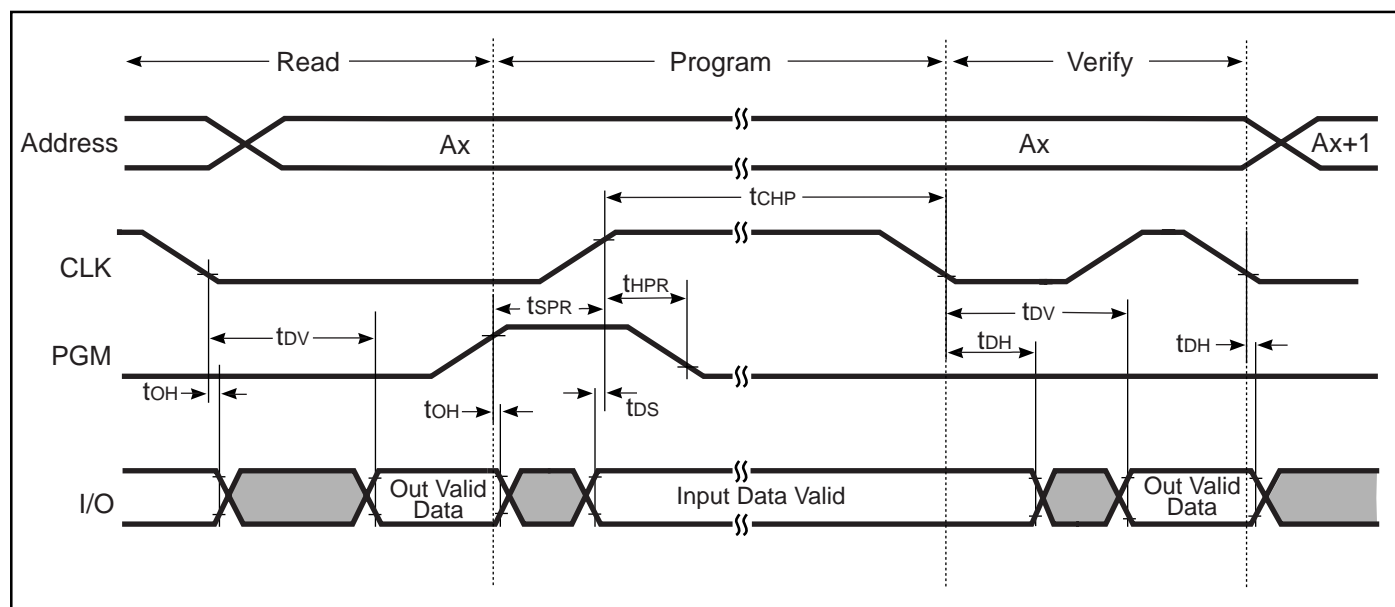 Read Program Verify
Address Ax Ax Ax+1
tCHP
CLK
tHPR
tSPR
tDV tDV
PGM tDH tDH
tOH tOH tDS
I/O Out Valid Data Input Data Valid Out Valid Data